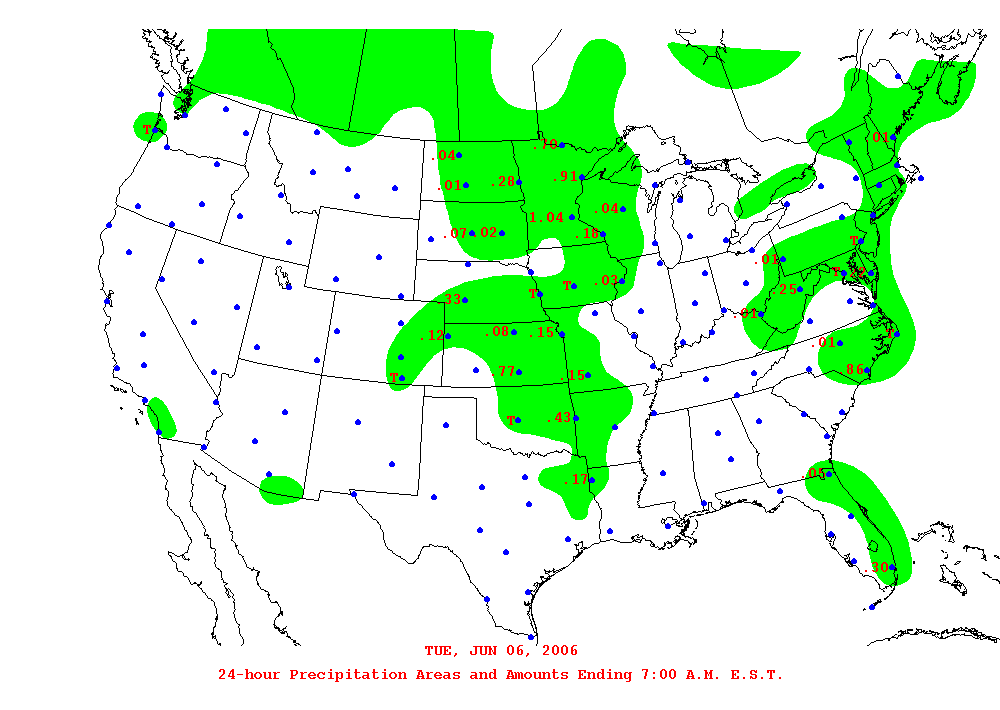 T
.01
.04
.70
.01
.28
.91
1.04
.04
.07
.02
.18
T
.01
T
.25
T
.03
T
.33
.01
.12
.08
.15
T
.01
.77
.15
.86
T
T
.43
.05
.17
.30
TUE, JUN 06, 2006
24-hour Precipitation Areas and Amounts Ending 7:00 A.M. E.S.T.